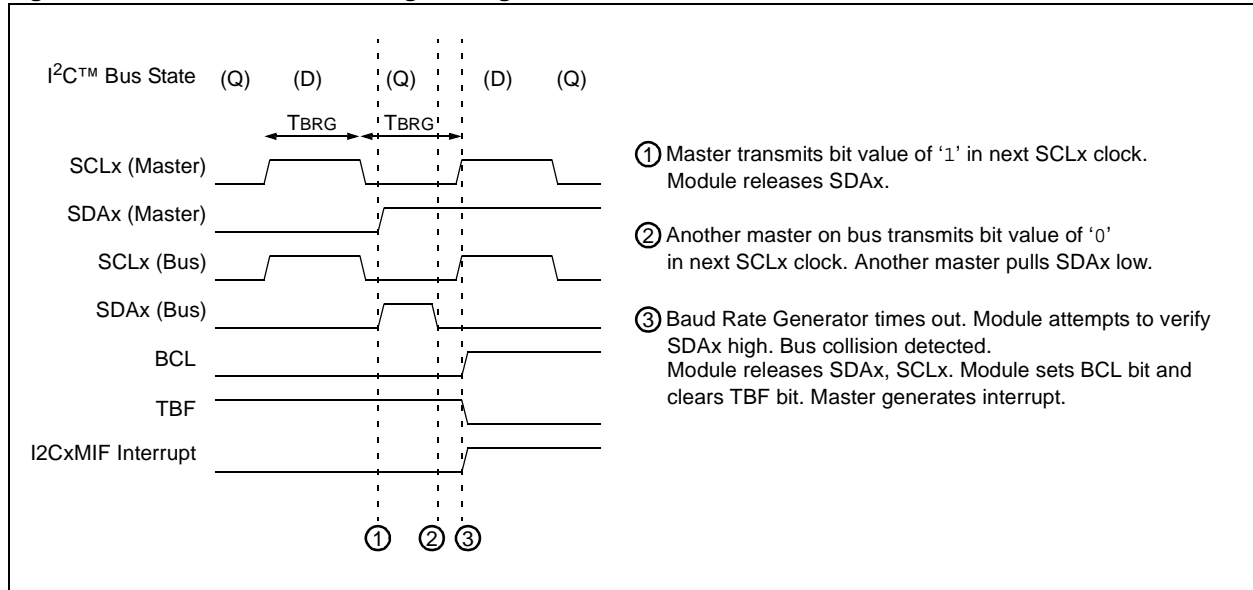 I²C™ Bus State (Q) (D) (Q) (D) (Q)
TBRG TBRG
SCLx (Master)
SDAx (Master)
SCLx (Bus)
SDAx (Bus)
BCL
TBF
I2CxMIF Interrupt
1 2 3
1 Master transmits bit value of ‘1’ in next SCLx clock.
Module releases SDAx.
2 Another master on bus transmits bit value of ‘0’
in next SCLx clock. Another master pulls SDAx low.
3 Baud Rate Generator times out. Module attempts to verify
SDAx high. Bus collision detected.
Module releases SDAx, SCLx. Module sets BCL bit and
clears TBF bit. Master generates interrupt.